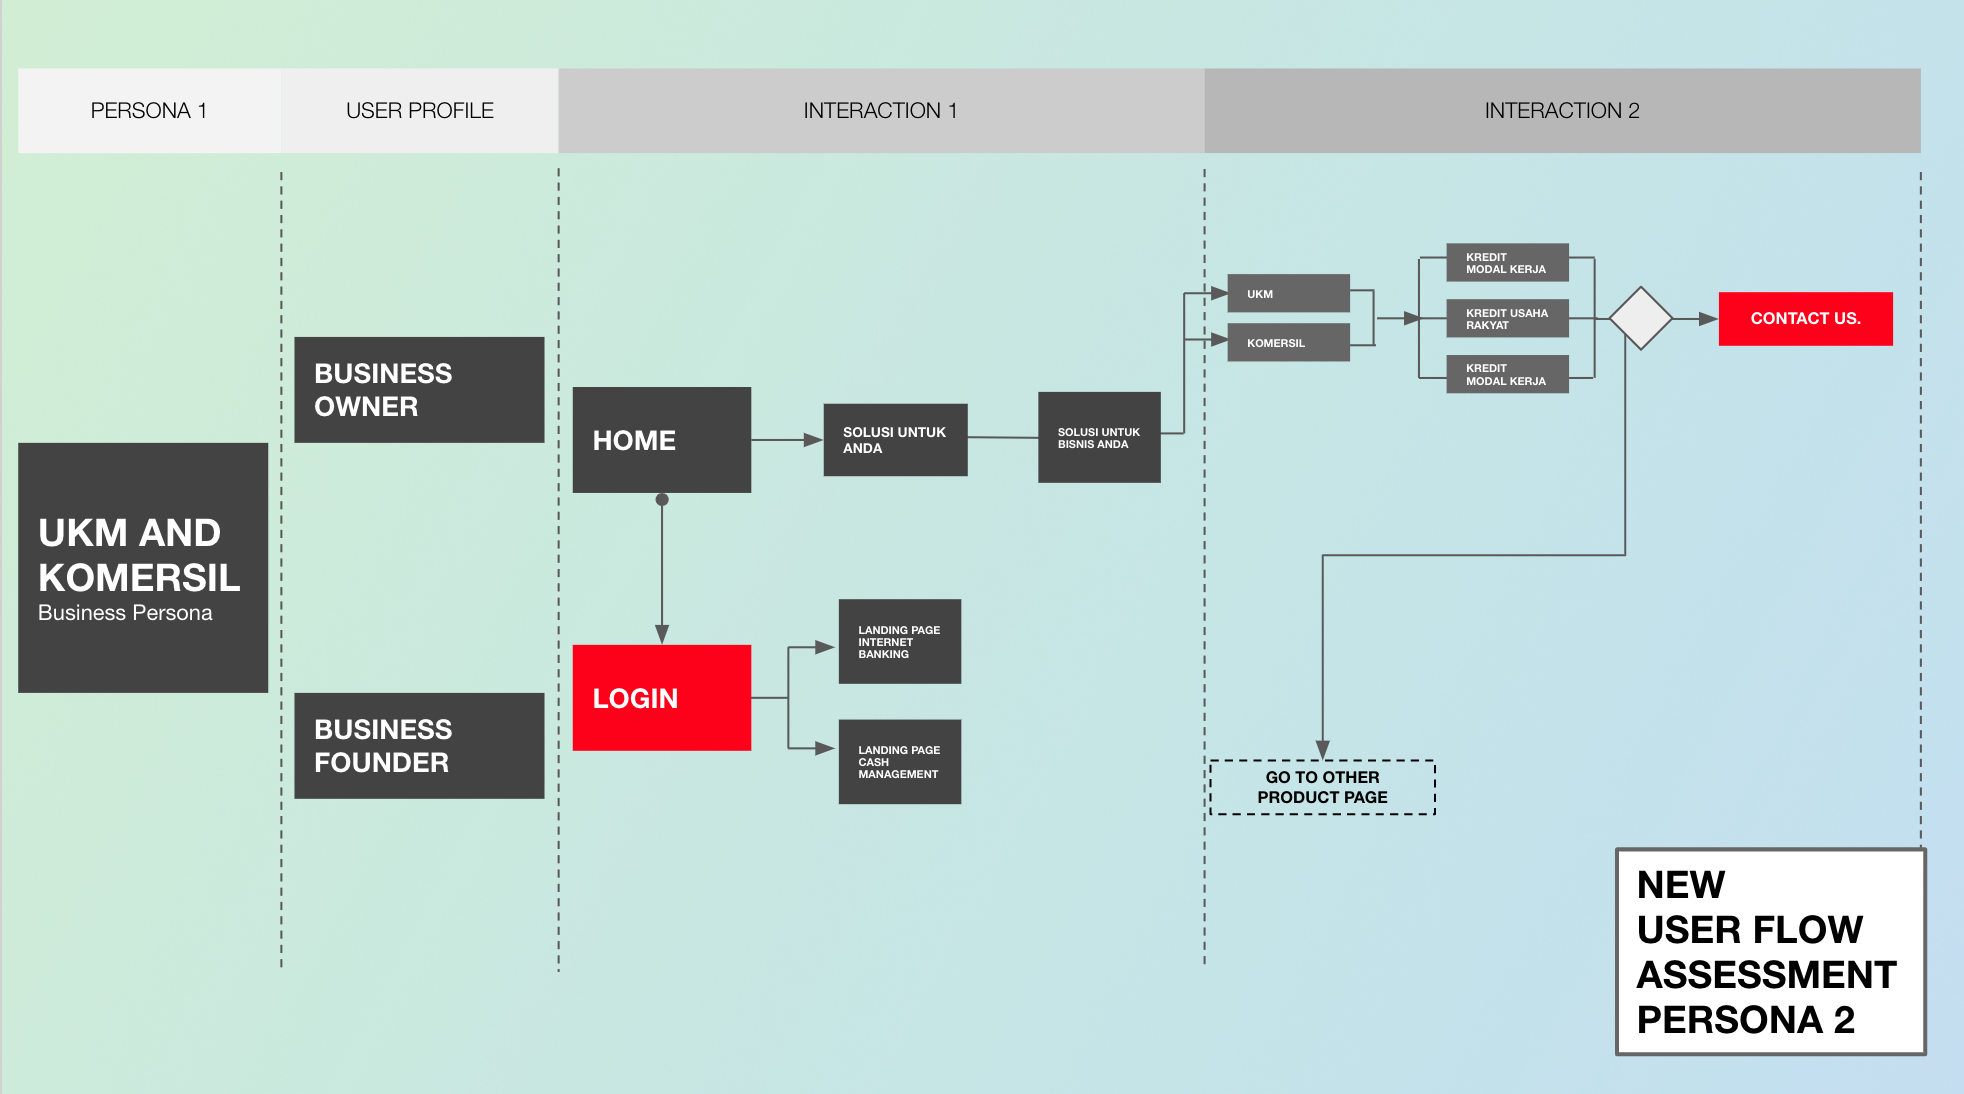 PERSONA 1
USER PROFILE
INTERACTION 1
INTERACTION 2
UKM AND
KOMERSIL
Business Persona
BUSINESS
OWNER
BUSINESS
FOUNDER
HOME
SOLUSI UNTUK
ANDA
SOLUSI UNTUK
BISNIS ANDA
LOGIN
LANDING PAGE
INTERNET
BANKING
LANDING PAGE
CASH
MANAGEMENT
UKM
KOMERSIL
KREDIT
MODAL KERJA
KREDIT USAHA
RAKYAT
KREDIT
MODAL KERJA
CONTACT US.
GO TO OTHER
PRODUCT PAGE
NEW
USER FLOW
ASSESSMENT
PERSONA 2